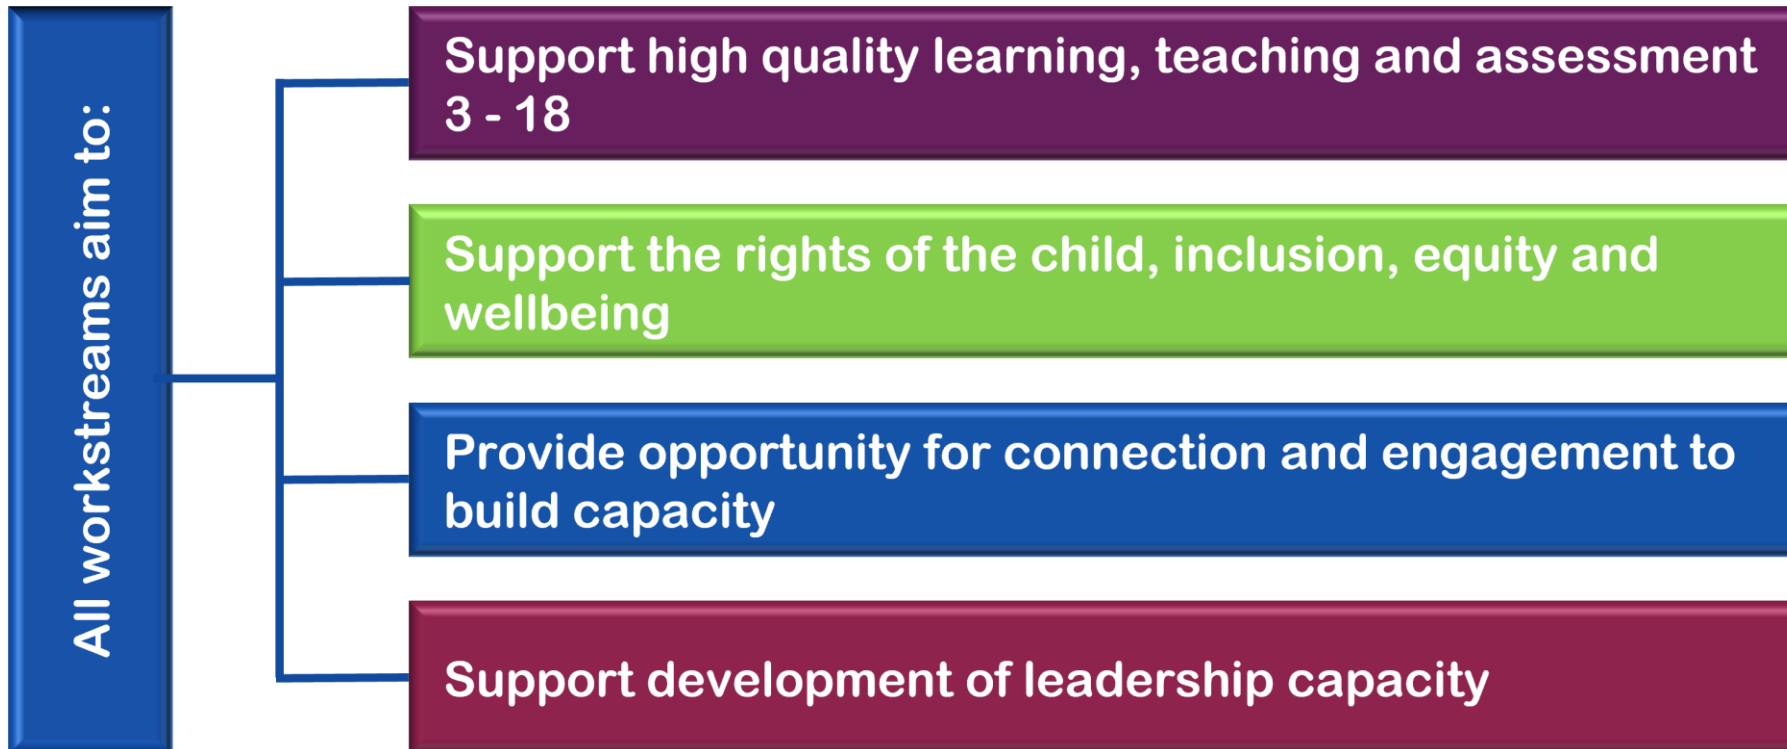 All workstreams aim to:
Support high quality learning, teaching and assessment
3 - 18
Support the rights of the child, inclusion, equity and
wellbeing
Provide opportunity for connection and engagement to
build capacity
Support development of leadership capacity